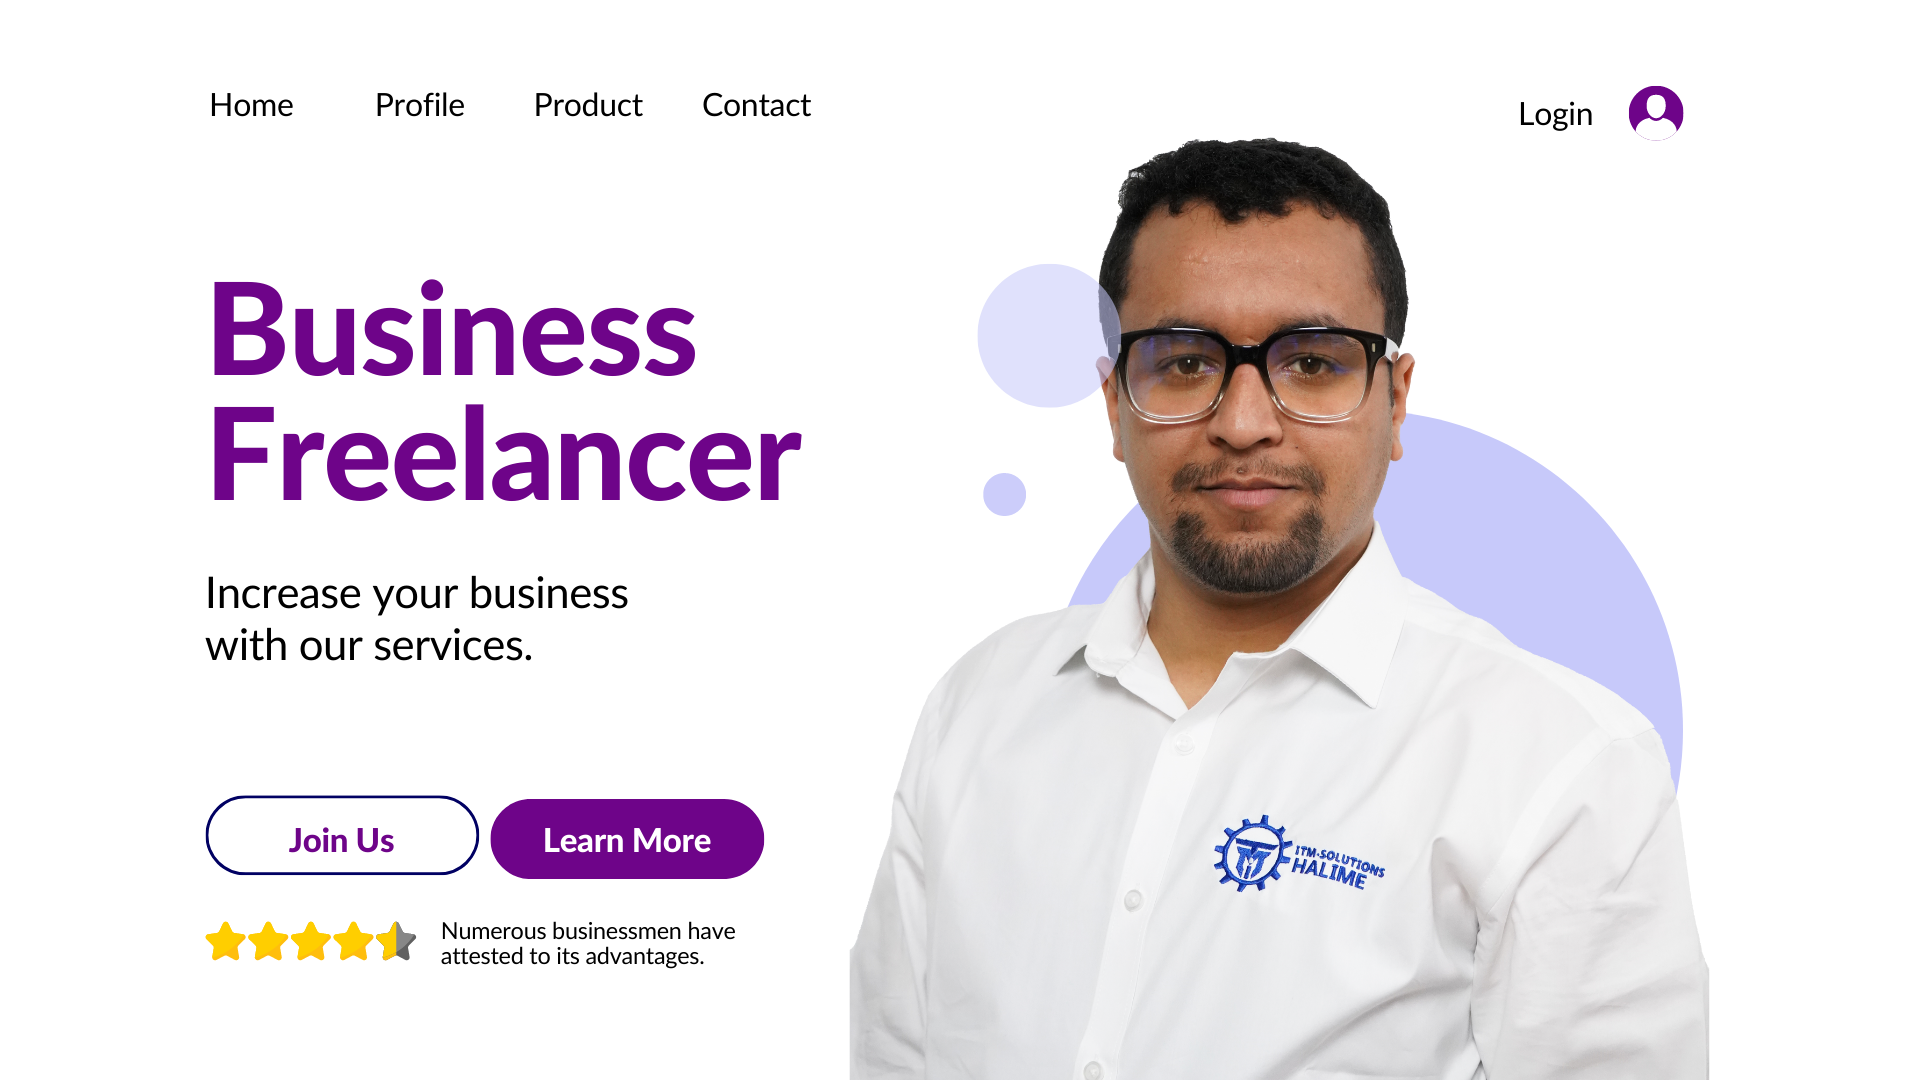 Home
Profile
Product
Contact
Login
Business
Freelancer
Increase your business
with our services.
Join Us
Learn More
Numerous businessmen have
attested to its advantages.
ITM-SOLUTIONS
HALIME